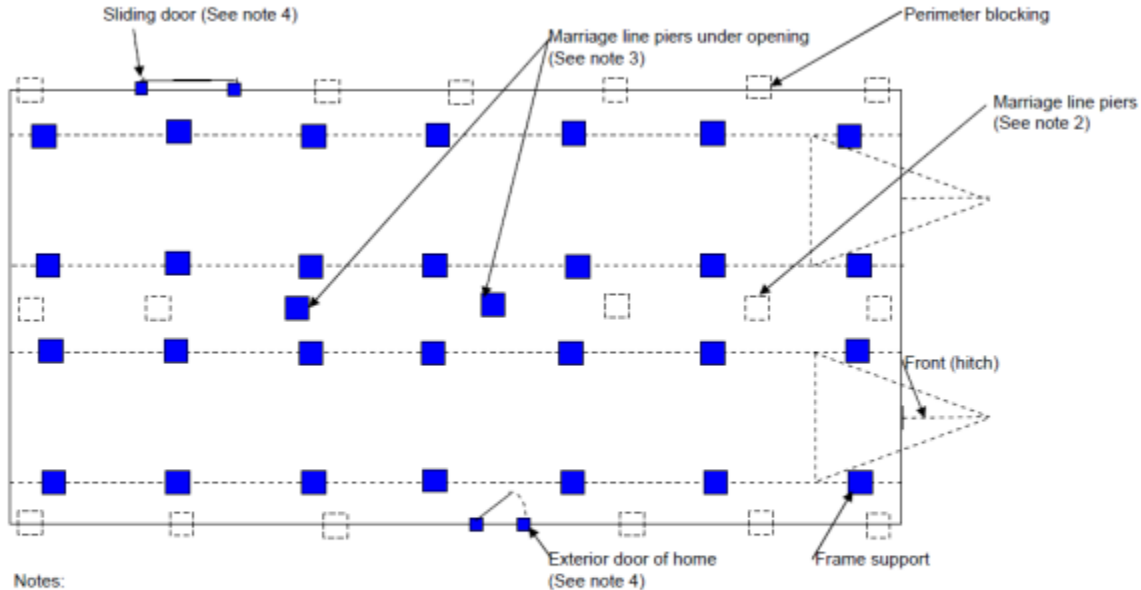 Sliding door (See note 4)
Perimeter blocking
Marriage line piers under opening
(See note 3)
Marriage line piers
(See note 2)
Front (hitch)
Exterior door of home
(See note 4)
Frame support
Notes: